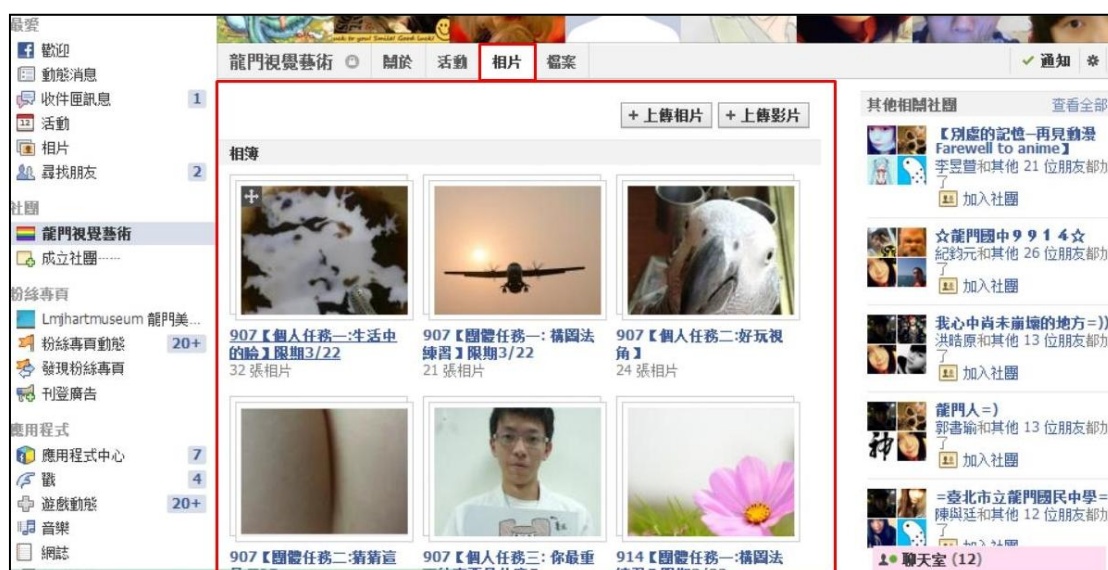 最愛
歡迎
動態消息
收件匣訊息 1
活動
相片
尋找朋友 2
社團
龍門視覺藝術
成立社團......
粉絲專頁
Lmjhartmuseum 龍門美...
粉絲專頁動態 20+
發現粉絲專頁
刊登廣告
應用程式
應用程式中心 7
戳 4
遊戲動態 20+
音樂
網誌
龍門視覺藝術 關於 活動 相片 檔案
通知
+ 上傳相片 + 上傳影片
相簿
907【個人任務一:生活中
的臉】限期3/22
32 張相片
907【團體任務一: 構圖法
練習】限期3/22
21 張相片
907【個人任務二:好玩視
角】
24 張相片
907【團體任務二:猜猜這
907【個人任務三: 你最重
914【團體任務一:構圖法
其他相關社團 查看全部
【別處的記憶—再見動漫
Farewell to anime】
和其他 21 位朋友都加
了
加入社團
☆龍門國中9914☆
紀鈞元和其他 26 位朋友都加
了
加入社團
我心中尚未崩壞的地方=))
洪皓原和其他 13 位朋友都加
了
加入社團
龍門人=)
郭書瑜和其他 13 位朋友都加
了
神
加入社團
=臺北市立龍門國民中學=
陳與廷和其他 12 位朋友都加
了
聊天室 (12)